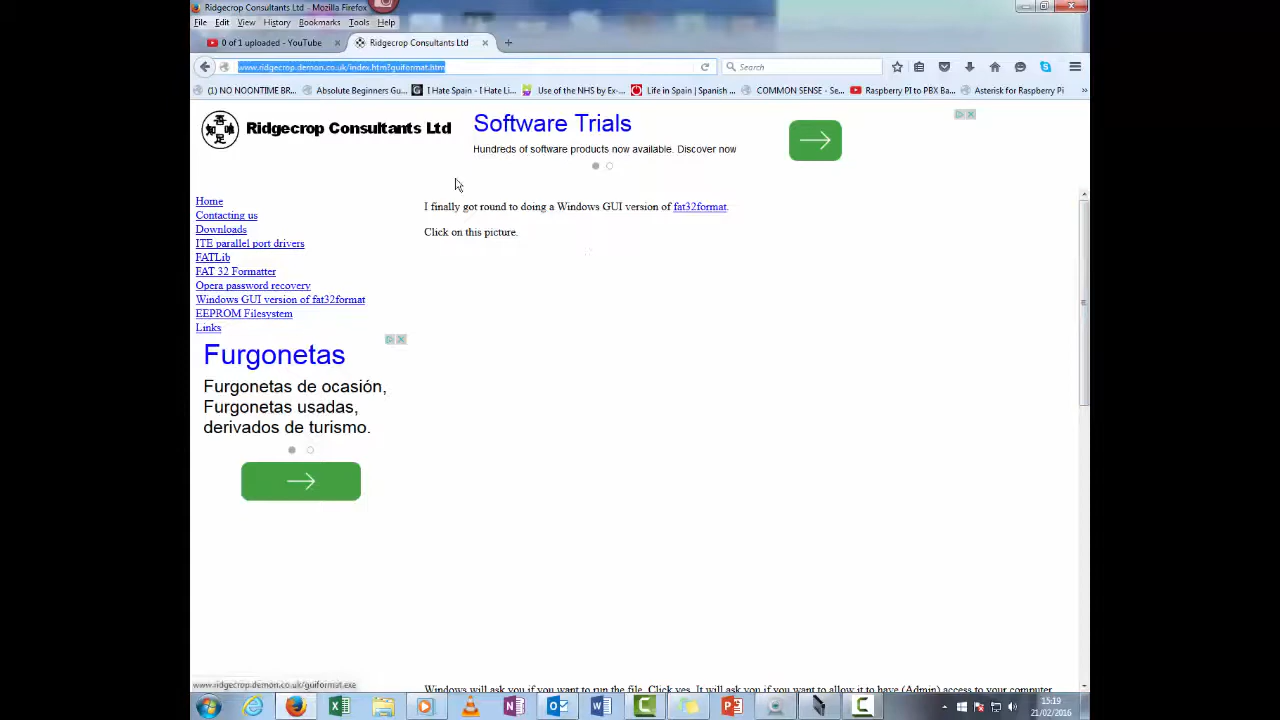 Ridgecrop Consultants Ltd - Mozilla Firefox
File Edit View History Bookmarks Tools Help
0 of 1 uploaded - YouTube
Ridgecrop Consultants Ltd
www.ridgecrop.demon.co.uk/index.htm?guiformat.htm
Search
(1) NO NOONTIME BR...
Absolute Beginners Gu...
I Hate Spain - I Hate Li...
Use of the NHS by Ex-...
Life in Spain | Spanish ...
COMMON SENSE - Se...
Raspberry PI to PBX Ba...
Asterisk for Raspberry Pi
吾
唯
知
足
Ridgecrop Consultants Ltd
Software Trials
Hundreds of software products now available. Discover now
Home
Contacting us
Downloads
ITE parallel port drivers
FATLib
FAT 32 Formatter
Opera password recovery
Windows GUI version of fat32format
EEPROM Filesystem
Links
I finally got round to doing a Windows GUI version of fat32format.
Click on this picture.
Furgonetas
Furgonetas de ocasión,
Furgonetas usadas,
derivados de turismo.
www.ridgecrop.demon.co.uk/guiformat.exe
Windows will ask you if you want to run the file. Click yes. It will ask you if you want to allow it to have (Admin) access to your computer.
15:19
21/02/2016